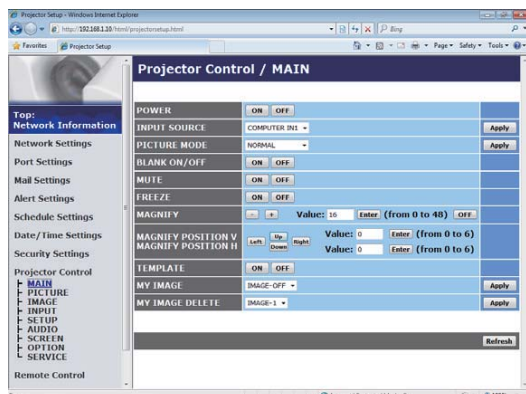 Projector Setup - Windows Internet Explorer
http://192.168.1.10/html/projectorsetup.html
Bing
Favorites Projector Setup
Page Safety Tools
Projector Control / MAIN
Top:
Network Information
Network Settings
Port Settings
Mail Settings
Alert Settings
Schedule Settings
Date/Time Settings
Security Settings
Projector Control
MAIN
PICTURE
IMAGE
INPUT
SETUP
AUDIO
SCREEN
OPTION
SERVICE
Remote Control
POWER ON OFF
INPUT SOURCE COMPUTER IN1 Apply
PICTURE MODE NORMAL Apply
BLANK ON/OFF ON OFF
MUTE ON OFF
FREEZE ON OFF
MAGNIFY - + Value: 16 Enter (from 0 to 48) OFF
MAGNIFY POSITION V Left Up Right Value: 0 Enter (from 0 to 6)
MAGNIFY POSITION H Down Value: 0 Enter (from 0 to 6)
TEMPLATE ON OFF
MY IMAGE IMAGE-OFF Apply
MY IMAGE DELETE IMAGE-1 Apply
Refresh